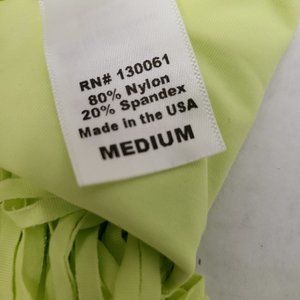 RN# 130061
80% Nylon
20% Spandex
Made in the USA
MEDIUM